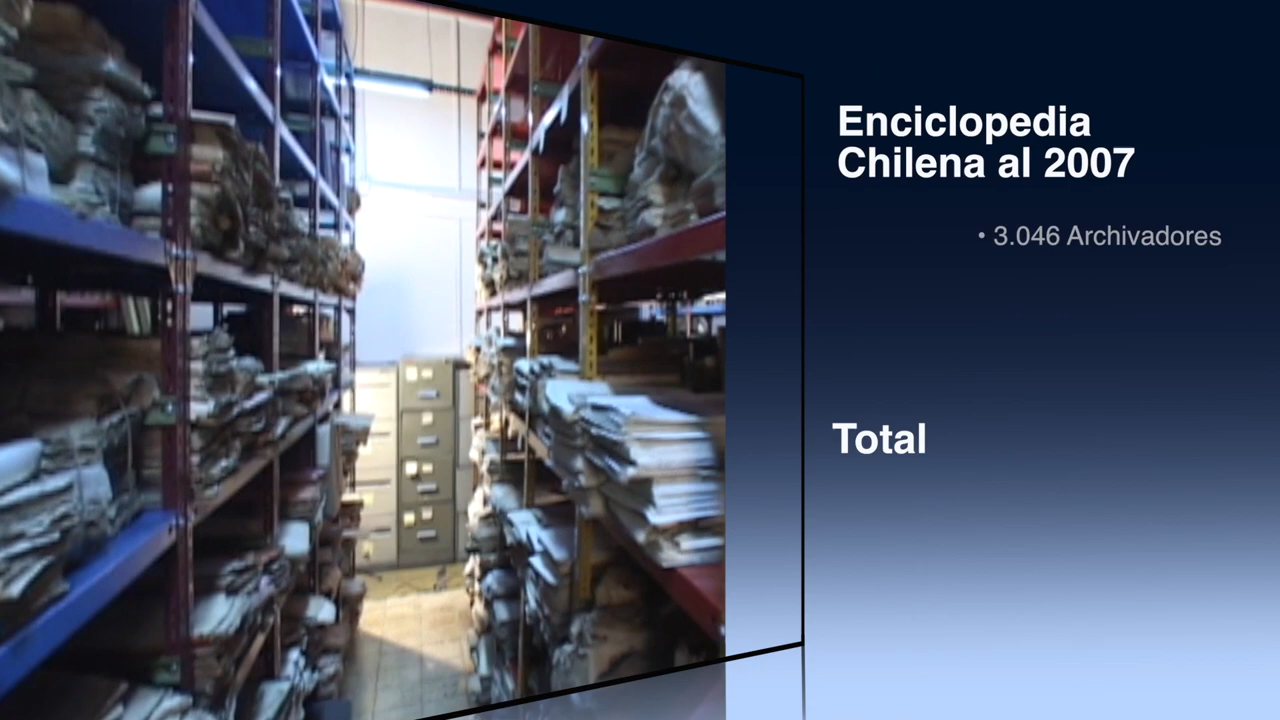 Enciclopedia
Chilena al 2007
• 3.046 Archivadores
Total